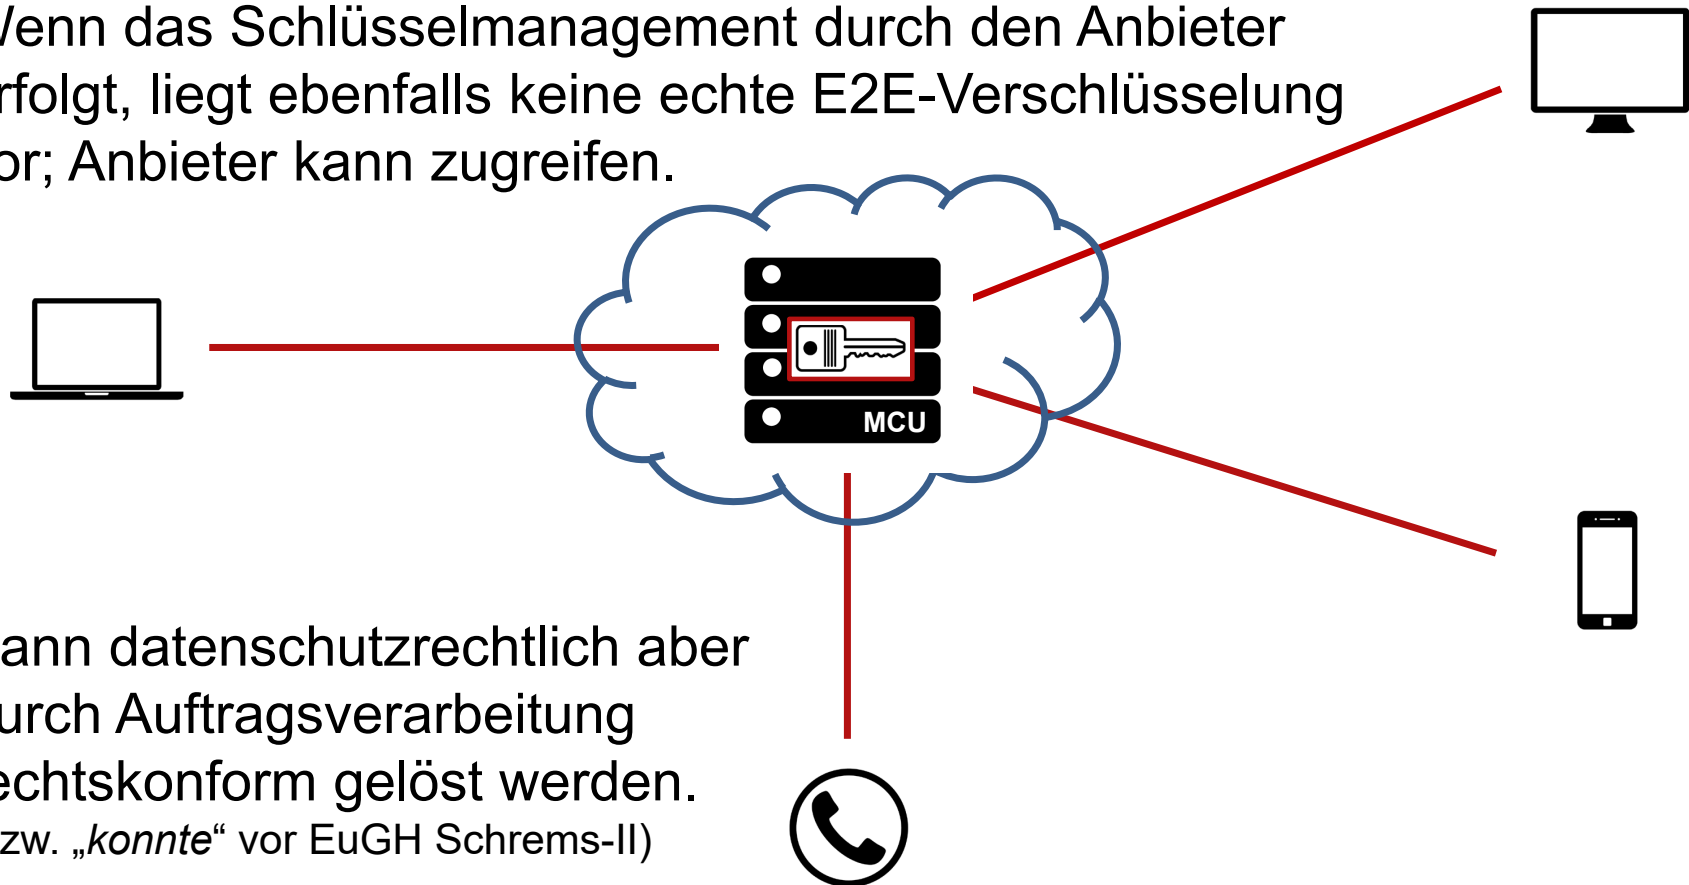 Wenn das Schlüsselmanagement durch den Anbieter
rfolgt, liegt ebenfalls keine echte E2E-Verschlüsselung
or; Anbieter kann zugreifen.
MCU
ann datenschutzrechtlich aber
urch Auftragsverarbeitung
echtskonform gelöst werden.
zw. „konnte“ vor EuGH Schrems-II)